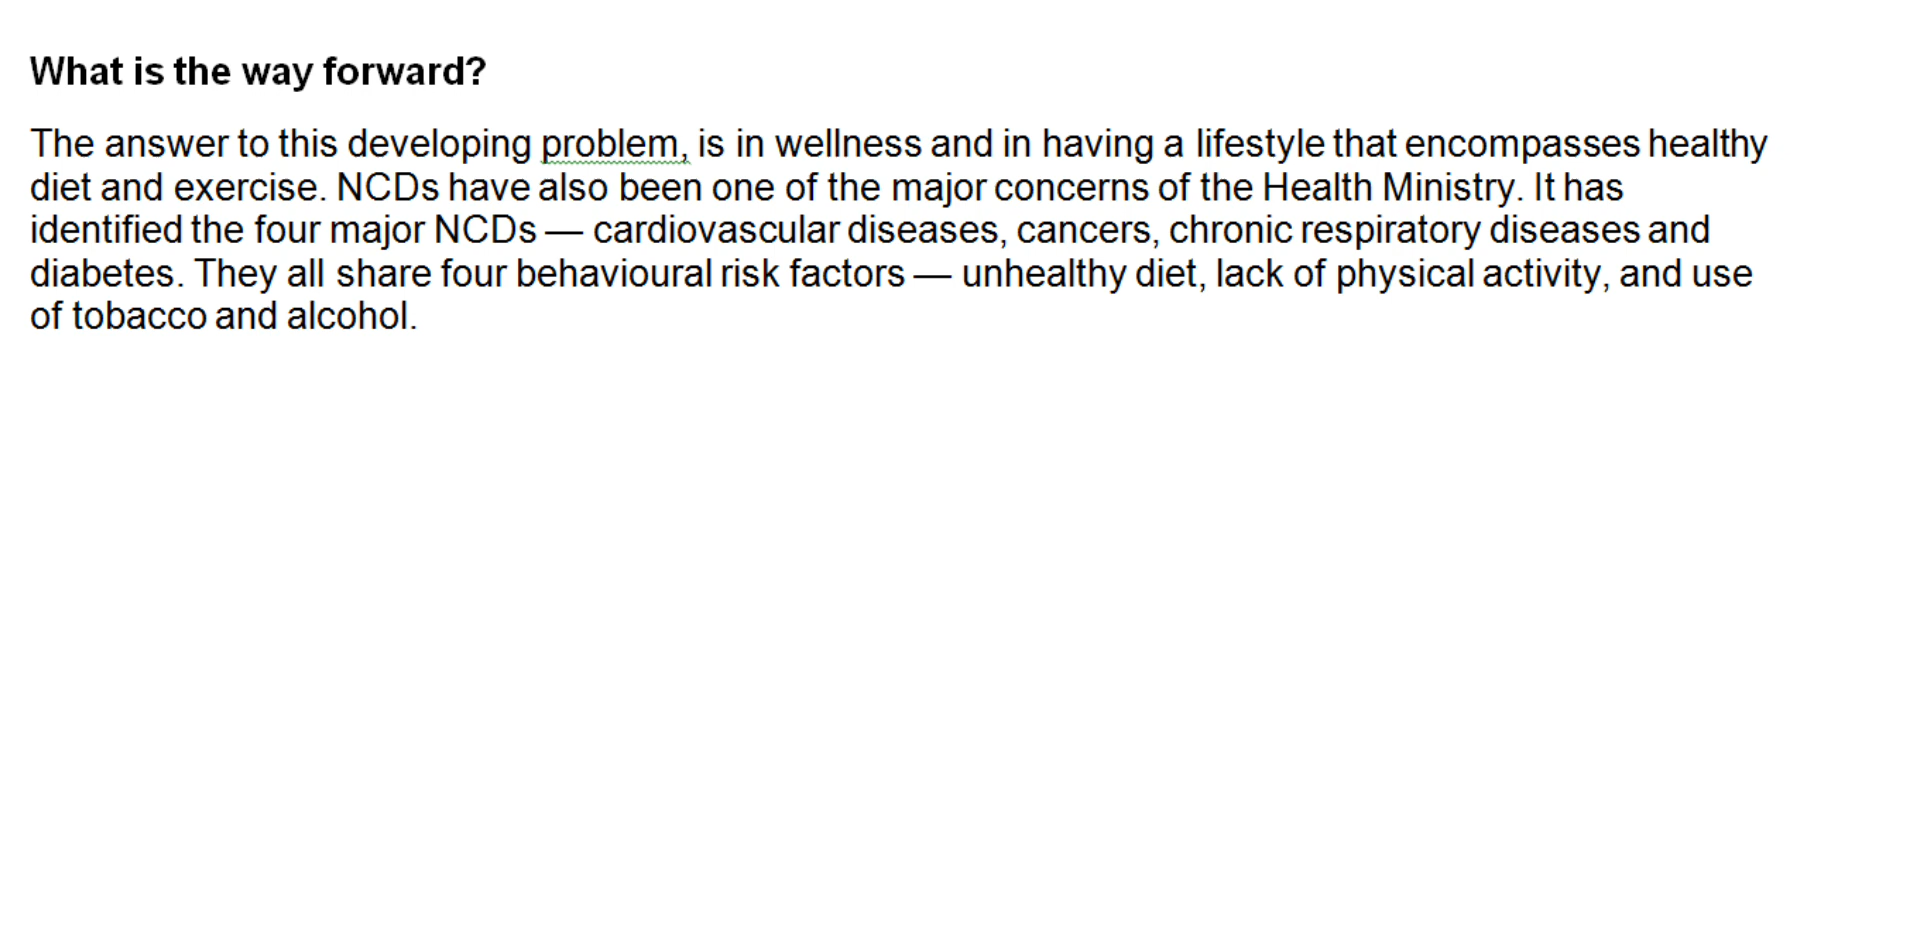 What is the way forward?
The answer to this developing problem, is in wellness and in having a lifestyle that encompasses healthy
diet and exercise. NCDs have also been one of the major concerns of the Health Ministry. It has
identified the four major NCDs — cardiovascular diseases, cancers, chronic respiratory diseases and
diabetes. They all share four behavioural risk factors — unhealthy diet, lack of physical activity, and use
of tobacco and alcohol.